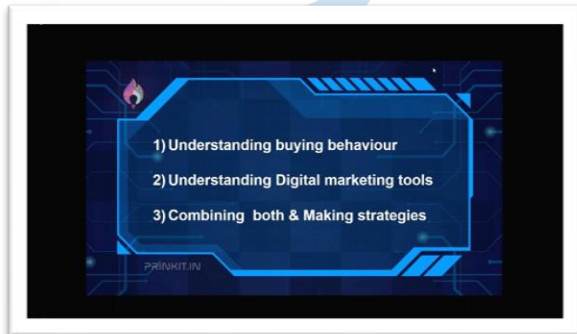 1) Understanding buying behaviour
2) Understanding Digital marketing tools
3) Combining both & Making strategies
PRINKIT.IN